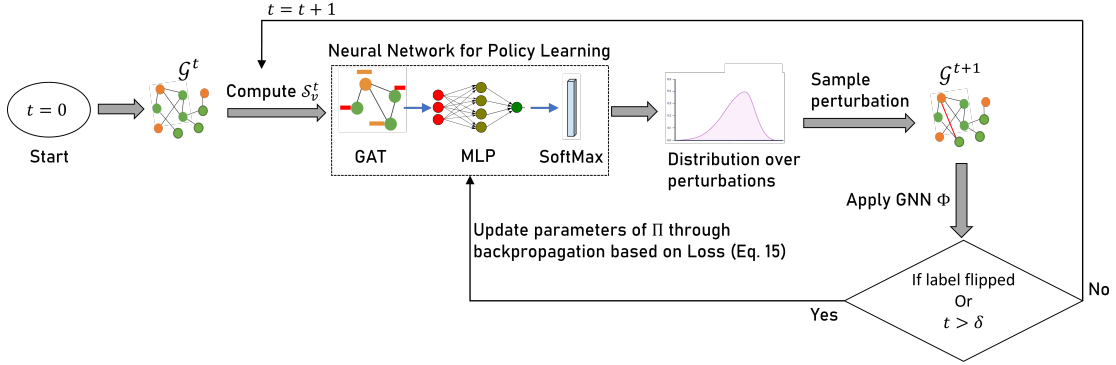 t = t + 1
Neural Network for Policy Learning
𝒢^t
Compute 𝒮_v^t
t = 0
Start
GAT
MLP
SoftMax
Distribution over
perturbations
Sample
perturbation
𝒢^{t+1}
Apply GNN Φ
Update parameters of Π through
backpropagation based on Loss (Eq. 15)
If label flipped
Or
t > δ
Yes
No